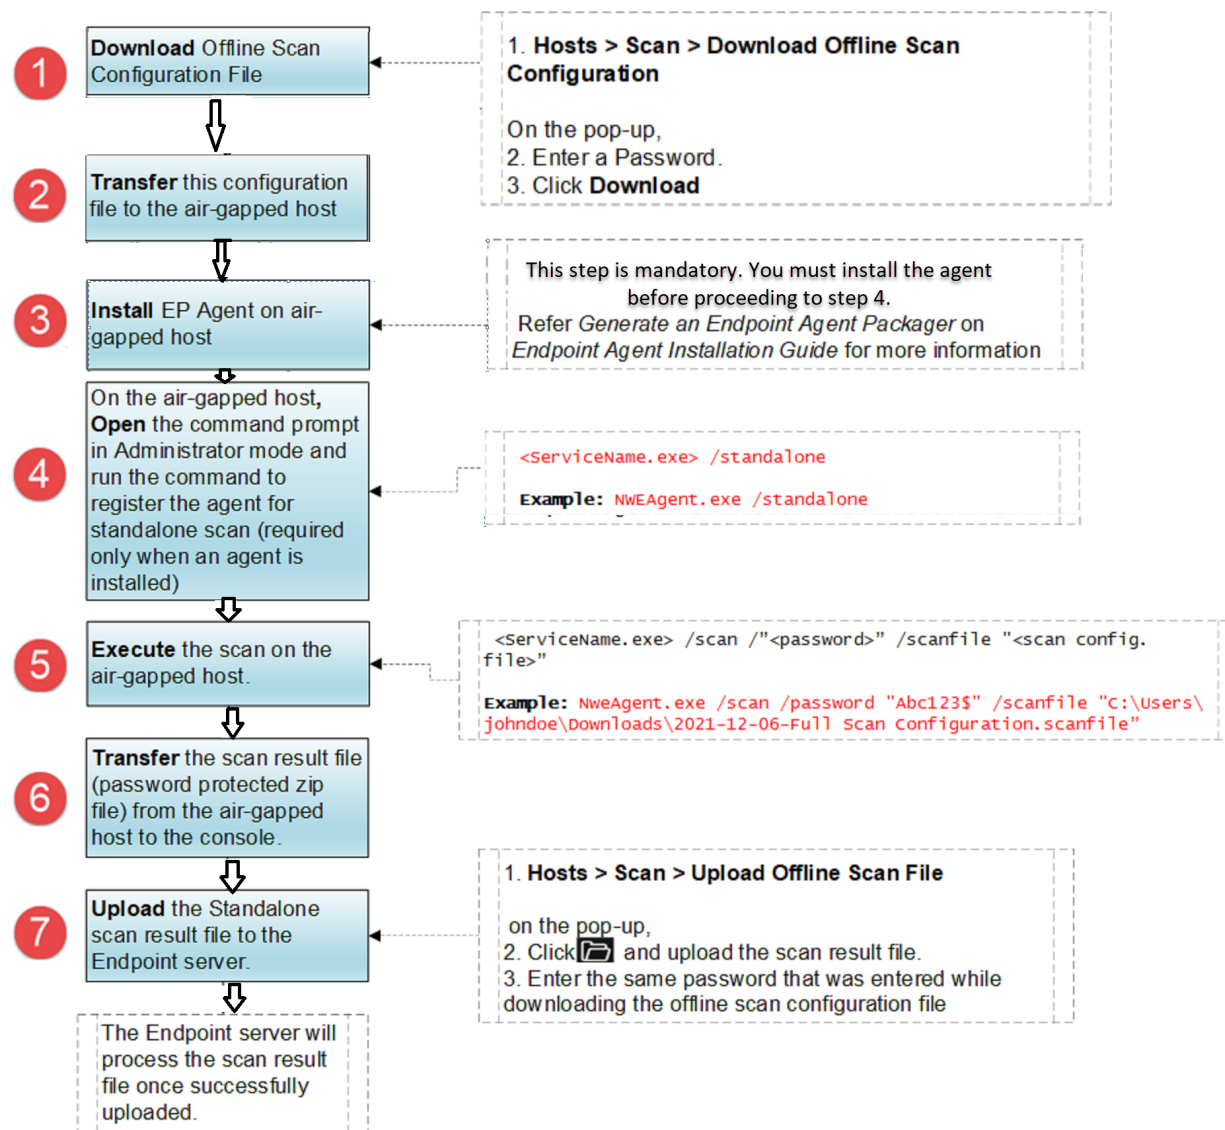 1
Download Offline Scan
Configuration File
1. Hosts > Scan > Download Offline Scan
Configuration
On the pop-up,
2. Enter a Password.
3. Click Download
2
Transfer this configuration
file to the air-gapped host
3
Install EP Agent on air-
gapped host
This step is mandatory. You must install the agent
before proceeding to step 4.
Refer Generate an Endpoint Agent Packager on
Endpoint Agent Installation Guide for more information
4
On the air-gapped host,
Open the command prompt
in Administrator mode and
run the command to
register the agent for
standalone scan (required
only when an agent is
installed)
<ServiceName.exe> /standalone
Example: NWEAgent.exe /standalone
5
Execute the scan on the
air-gapped host.
<ServiceName.exe> /scan /"<password>" /scanfile "<scan config.
file>"
Example: NweAgent.exe /scan /password "Abc123$" /scanfile "C:\Users\
johndoe\Downloads\2021-12-06-Full Scan Configuration.scanfile"
6
Transfer the scan result file
(password protected zip
file) from the air-gapped
host to the console.
7
Upload the Standalone
scan result file to the
Endpoint server.
1. Hosts > Scan > Upload Offline Scan File
on the pop-up,
2. Click and upload the scan result file.
3. Enter the same password that was entered while
downloading the offline scan configuration file
The Endpoint server will
process the scan result
file once successfully
uploaded.